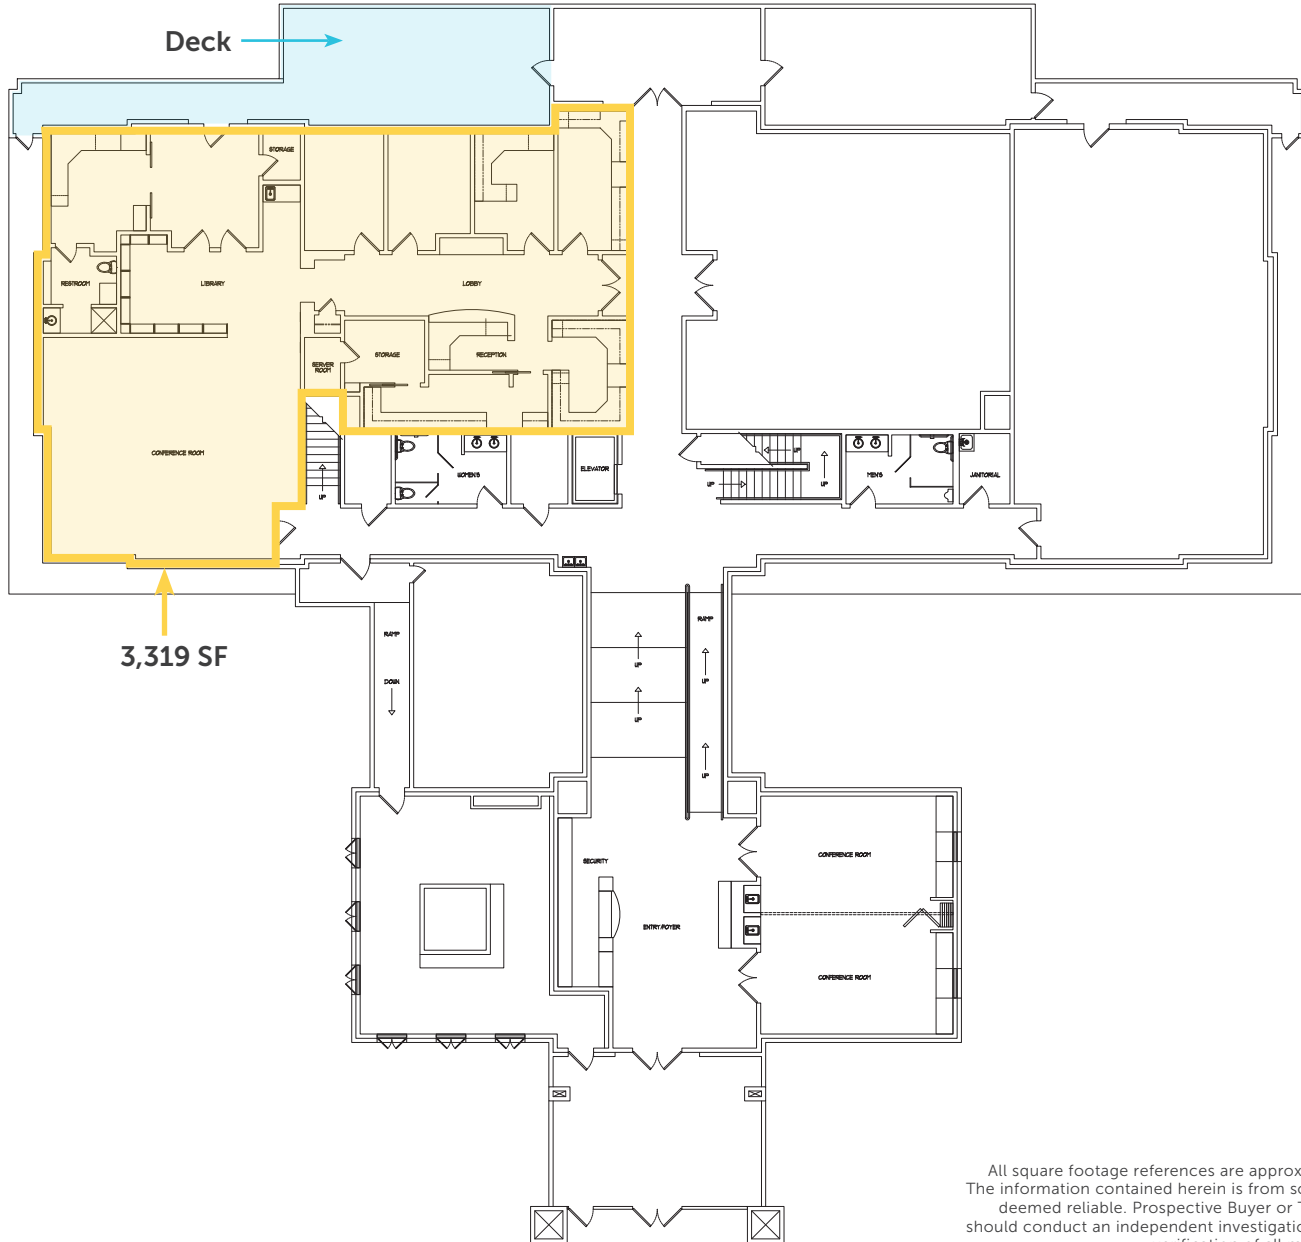 Deck
STORAGE
RESTROOM
LIBRARY
LOBBY
SERVER
ROOM
STORAGE
RECEPTION
CONFERENCE ROOM
UP
WOMEN'S
ELEVATOR
UP
UP
UP
MEN'S
JANITORIAL
3,319 SF
RAMP
DOWN
RAMP
UP
UP
UP
UP
SECURITY
ENTRY/FOYER
CONFERENCE ROOM
CONFERENCE ROOM
All square footage references are approx
The information contained herein is from so
deemed reliable. Prospective Buyer or T
should conduct an independent investigatio